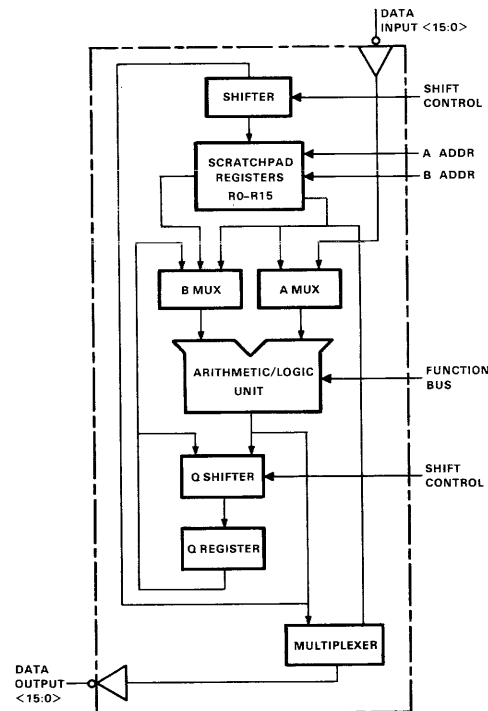 DATA
INPUT <15:0>
SHIFTER
SHIFT
CONTROL
SCRATCHPAD
REGISTERS
R0-R15
A ADDR
B ADDR
B MUX
A MUX
ARITHMETIC/LOGIC
UNIT
FUNCTION
BUS
Q SHIFTER
SHIFT
CONTROL
Q REGISTER
MULTIPLEXER
DATA
OUTPUT
<15:0>